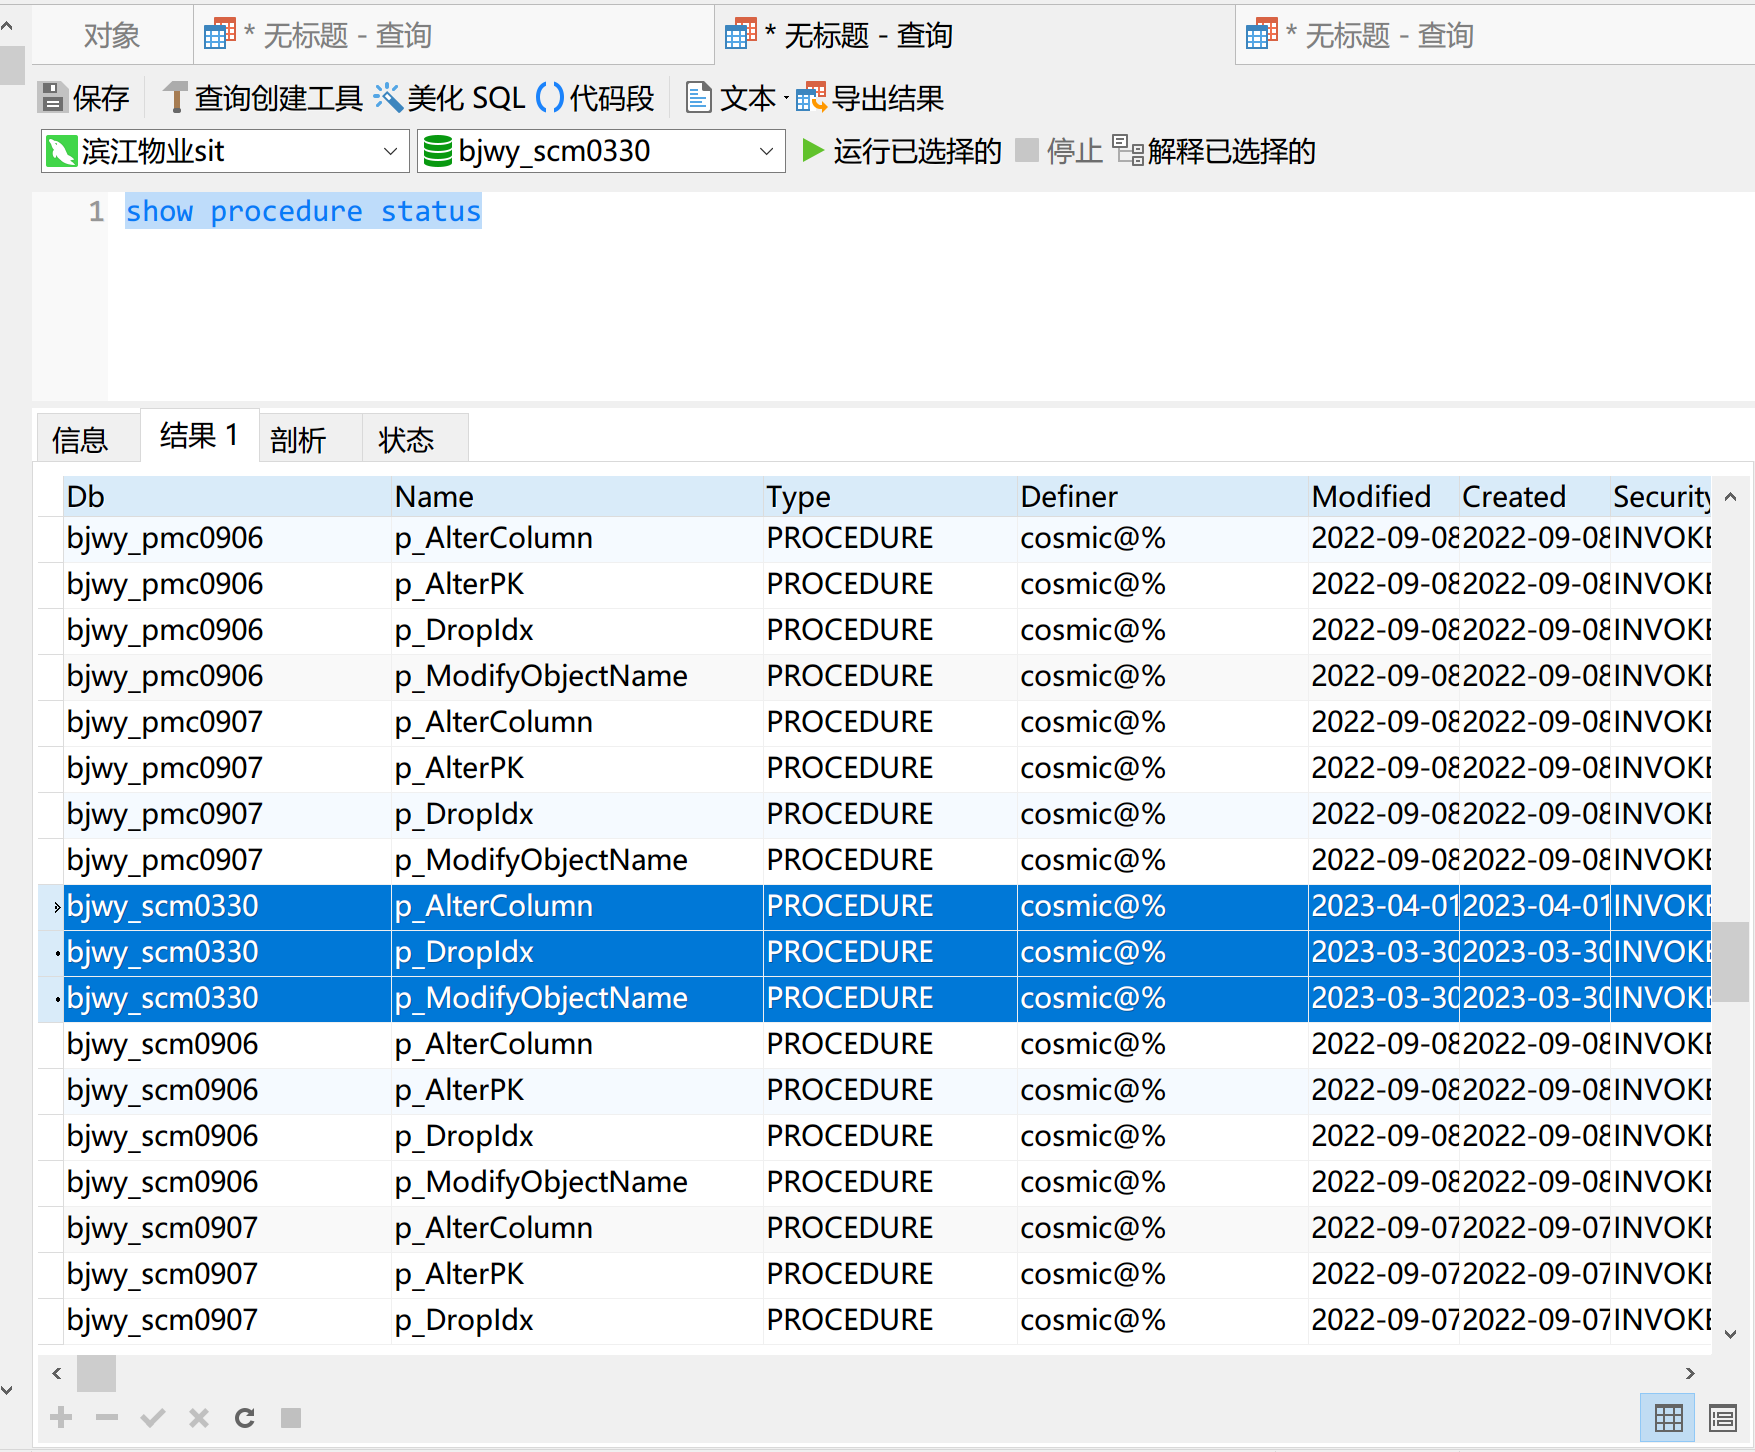 对象 * 无标题 - 查询 * 无标题 - 查询 * 无标题 - 查询
保存 查询创建工具 美化 SQL () 代码段 文本 · 导出结果
滨江物业sit bjwy_scm0330 运行已选择的 停止 解释已选择的
1 show procedure status
信息 结果 1 剖析 状态
Db Name Type Definer Modified Created Security
bjwy_pmc0906 p_AlterColumn PROCEDURE cosmic@% 2022-09-08 2022-09-08 INVOKE
bjwy_pmc0906 p_AlterPK PROCEDURE cosmic@% 2022-09-08 2022-09-08 INVOKE
bjwy_pmc0906 p_DropIdx PROCEDURE cosmic@% 2022-09-08 2022-09-08 INVOKE
bjwy_pmc0906 p_ModifyObjectName PROCEDURE cosmic@% 2022-09-08 2022-09-08 INVOKE
bjwy_pmc0907 p_AlterColumn PROCEDURE cosmic@% 2022-09-08 2022-09-08 INVOKE
bjwy_pmc0907 p_AlterPK PROCEDURE cosmic@% 2022-09-08 2022-09-08 INVOKE
bjwy_pmc0907 p_DropIdx PROCEDURE cosmic@% 2022-09-08 2022-09-08 INVOKE
bjwy_pmc0907 p_ModifyObjectName PROCEDURE cosmic@% 2022-09-08 2022-09-08 INVOKE
bjwy_scm0330 p_AlterColumn PROCEDURE cosmic@% 2023-04-01 2023-04-01 INVOKE
bjwy_scm0330 p_DropIdx PROCEDURE cosmic@% 2023-03-30 2023-03-30 INVOKE
bjwy_scm0330 p_ModifyObjectName PROCEDURE cosmic@% 2023-03-30 2023-03-30 INVOKE
bjwy_scm0906 p_AlterColumn PROCEDURE cosmic@% 2022-09-08 2022-09-08 INVOKE
bjwy_scm0906 p_AlterPK PROCEDURE cosmic@% 2022-09-08 2022-09-08 INVOKE
bjwy_scm0906 p_DropIdx PROCEDURE cosmic@% 2022-09-08 2022-09-08 INVOKE
bjwy_scm0906 p_ModifyObjectName PROCEDURE cosmic@% 2022-09-08 2022-09-08 INVOKE
bjwy_scm0907 p_AlterColumn PROCEDURE cosmic@% 2022-09-07 2022-09-07 INVOKE
bjwy_scm0907 p_AlterPK PROCEDURE cosmic@% 2022-09-07 2022-09-07 INVOKE
bjwy_scm0907 p_DropIdx PROCEDURE cosmic@% 2022-09-07 2022-09-07 INVOKE